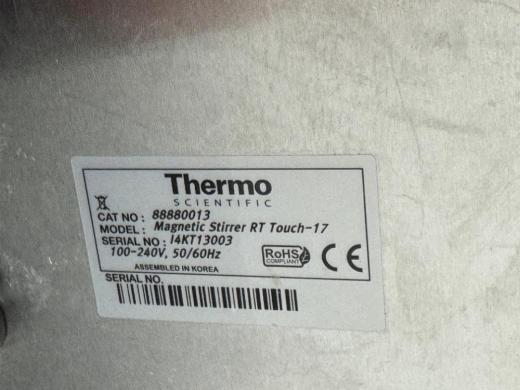 Thermo
SCIENTIFIC
CAT NO : 88880013
MODEL : Magnetic Stirrer RT Touch-17
SERIAL NO : I4KT13003
100-240V, 50/60Hz
RoHS
COMPLIANT
CE
ASSEMBLED IN KOREA
SERIAL NO.